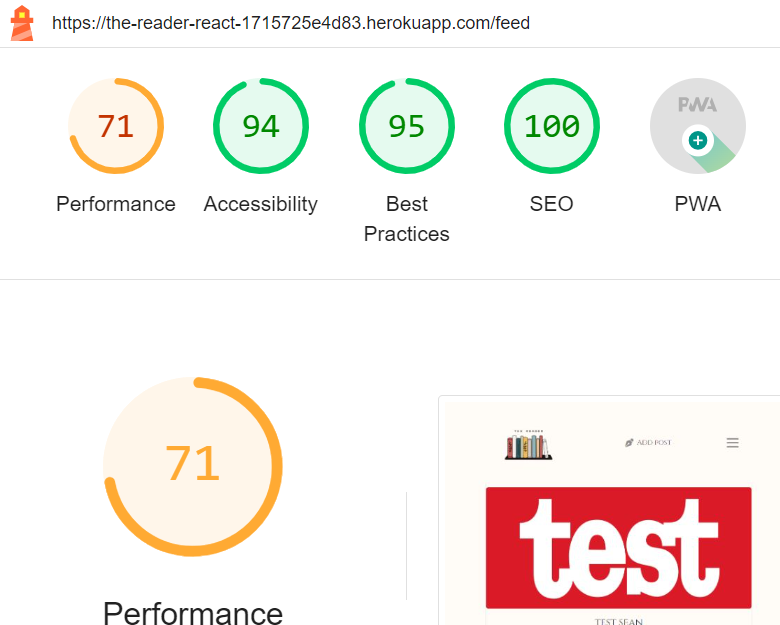 https://the-reader-react-1715725e4d83.herokuapp.com/feed
71
94
95
100
PWA
Performance
Accessibility
Best
Practices
SEO
PWA
71
Performance
THE READER
ADD POST
test
TEST SEAN